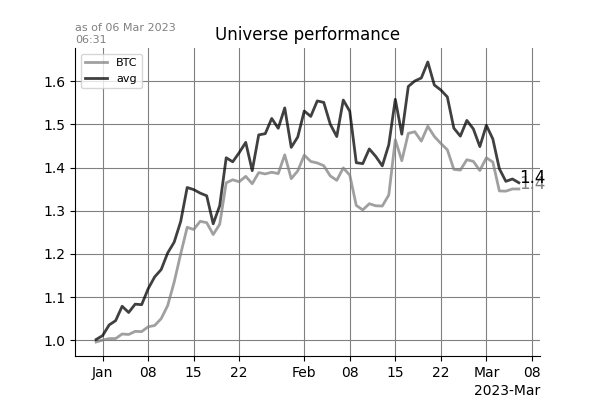 as of 06 Mar 2023
06:31
Universe performance
BTC
avg
1.6
1.5
1.4
1.3
1.2
1.1
1.0
1.4
1.4
Jan 08 15 22 Feb 08 15 22 Mar 08
2023-Mar